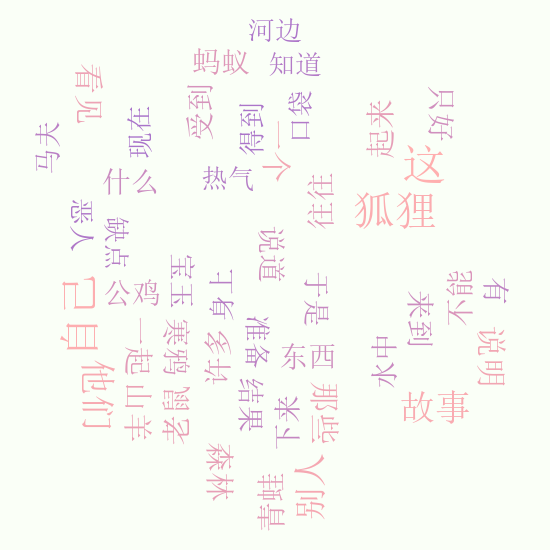 河边
蚂蚁
知道
看见
受到
只好
现在
得到
口袋
起来
马夫
一个
这
什么
热气
往往
狐狸
恶人
缺点
说道
宝玉
身上
于是
不能
有
自己
公鸡
来到
一起
寒鸦
许多
准备
东西
水中
说明
他们
山羊
老鼠
结果
下来
那些
故事
森林
青蛙
别人